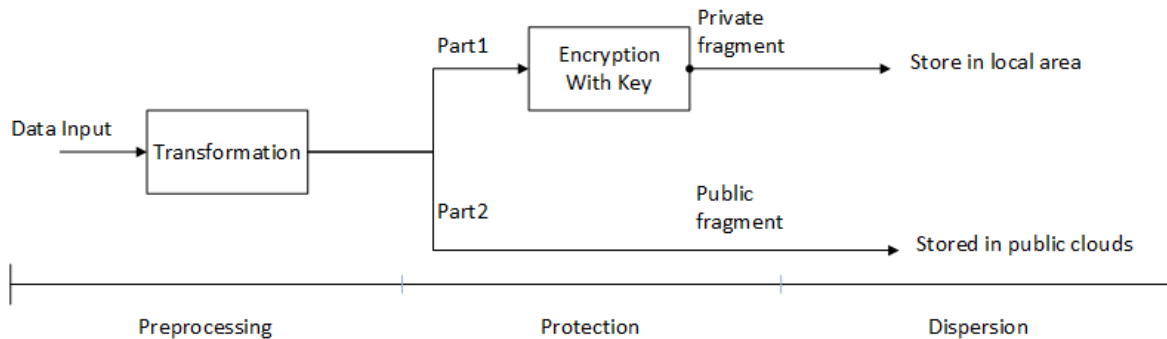 Data Input
Transformation
Part1
Encryption
With Key
Private
fragment
Store in local area
Part2
Public
fragment
Stored in public clouds
Preprocessing
Protection
Dispersion